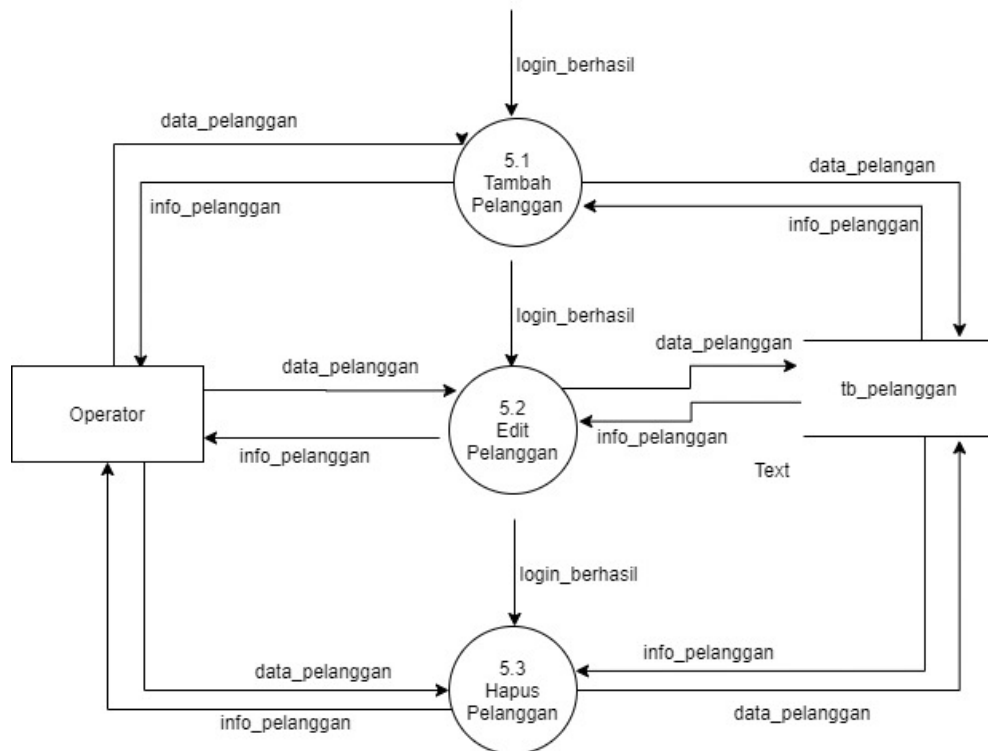 login_berhasil
data_pelanggan
5.1
Tambah
Pelanggan
data_pelangan
info_pelanggan
info_pelanggan
login_berhasil
data_pelanggan
data_pelanggan
Operator
5.2
Edit
Pelanggan
tb_pelanggan
info_pelanggan
info_pelanggan
Text
login_berhasil
info_pelanggan
data_pelanggan
5.3
Hapus
Pelanggan
info_pelanggan
data_pelanggan